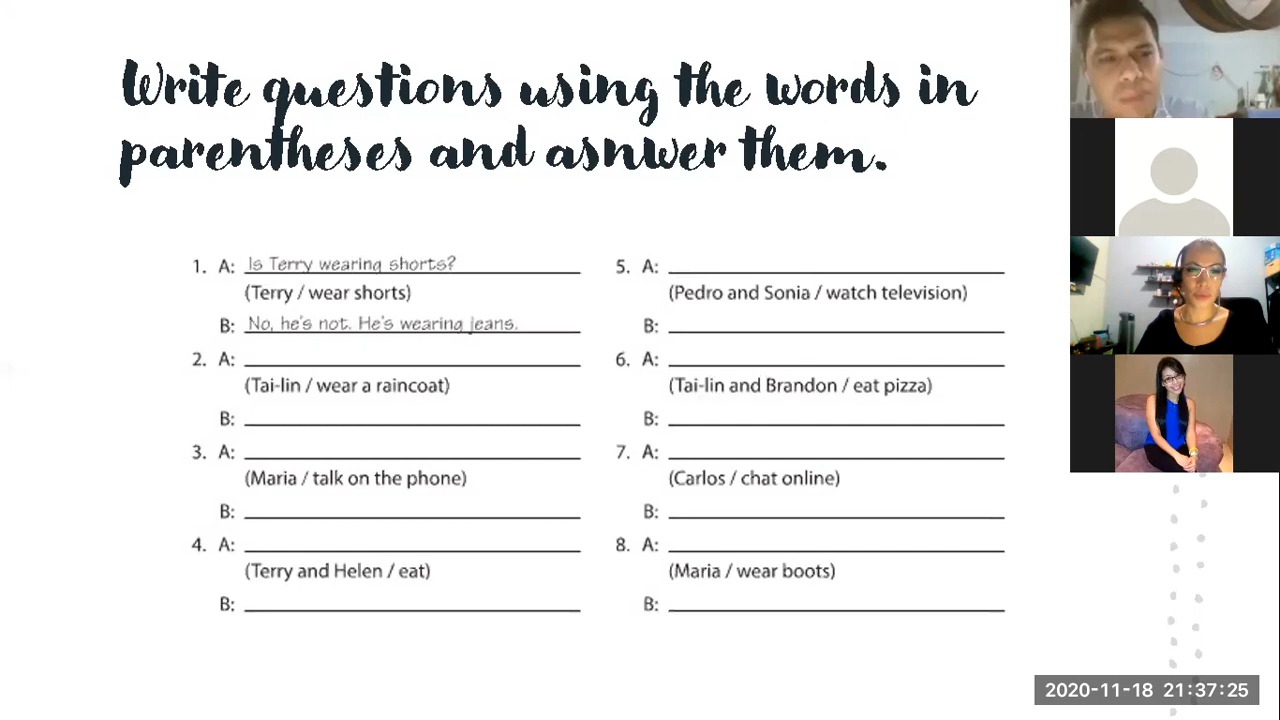 Write questions using the words in
parentheses and asnwer them.
1. A: Is Terry wearing shorts?
(Terry / wear shorts)
B: No, he's not. He's wearing jeans.
2. A:
(Tai-lin / wear a raincoat)
B:
3. A:
(Maria / talk on the phone)
B:
4. A:
(Terry and Helen / eat)
B:
5. A:
(Pedro and Sonia / watch television)
B:
6. A:
(Tai-lin and Brandon / eat pizza)
B:
7. A:
(Carlos / chat online)
B:
8. A:
(Maria / wear boots)
B:
2020-11-18 21:37:25